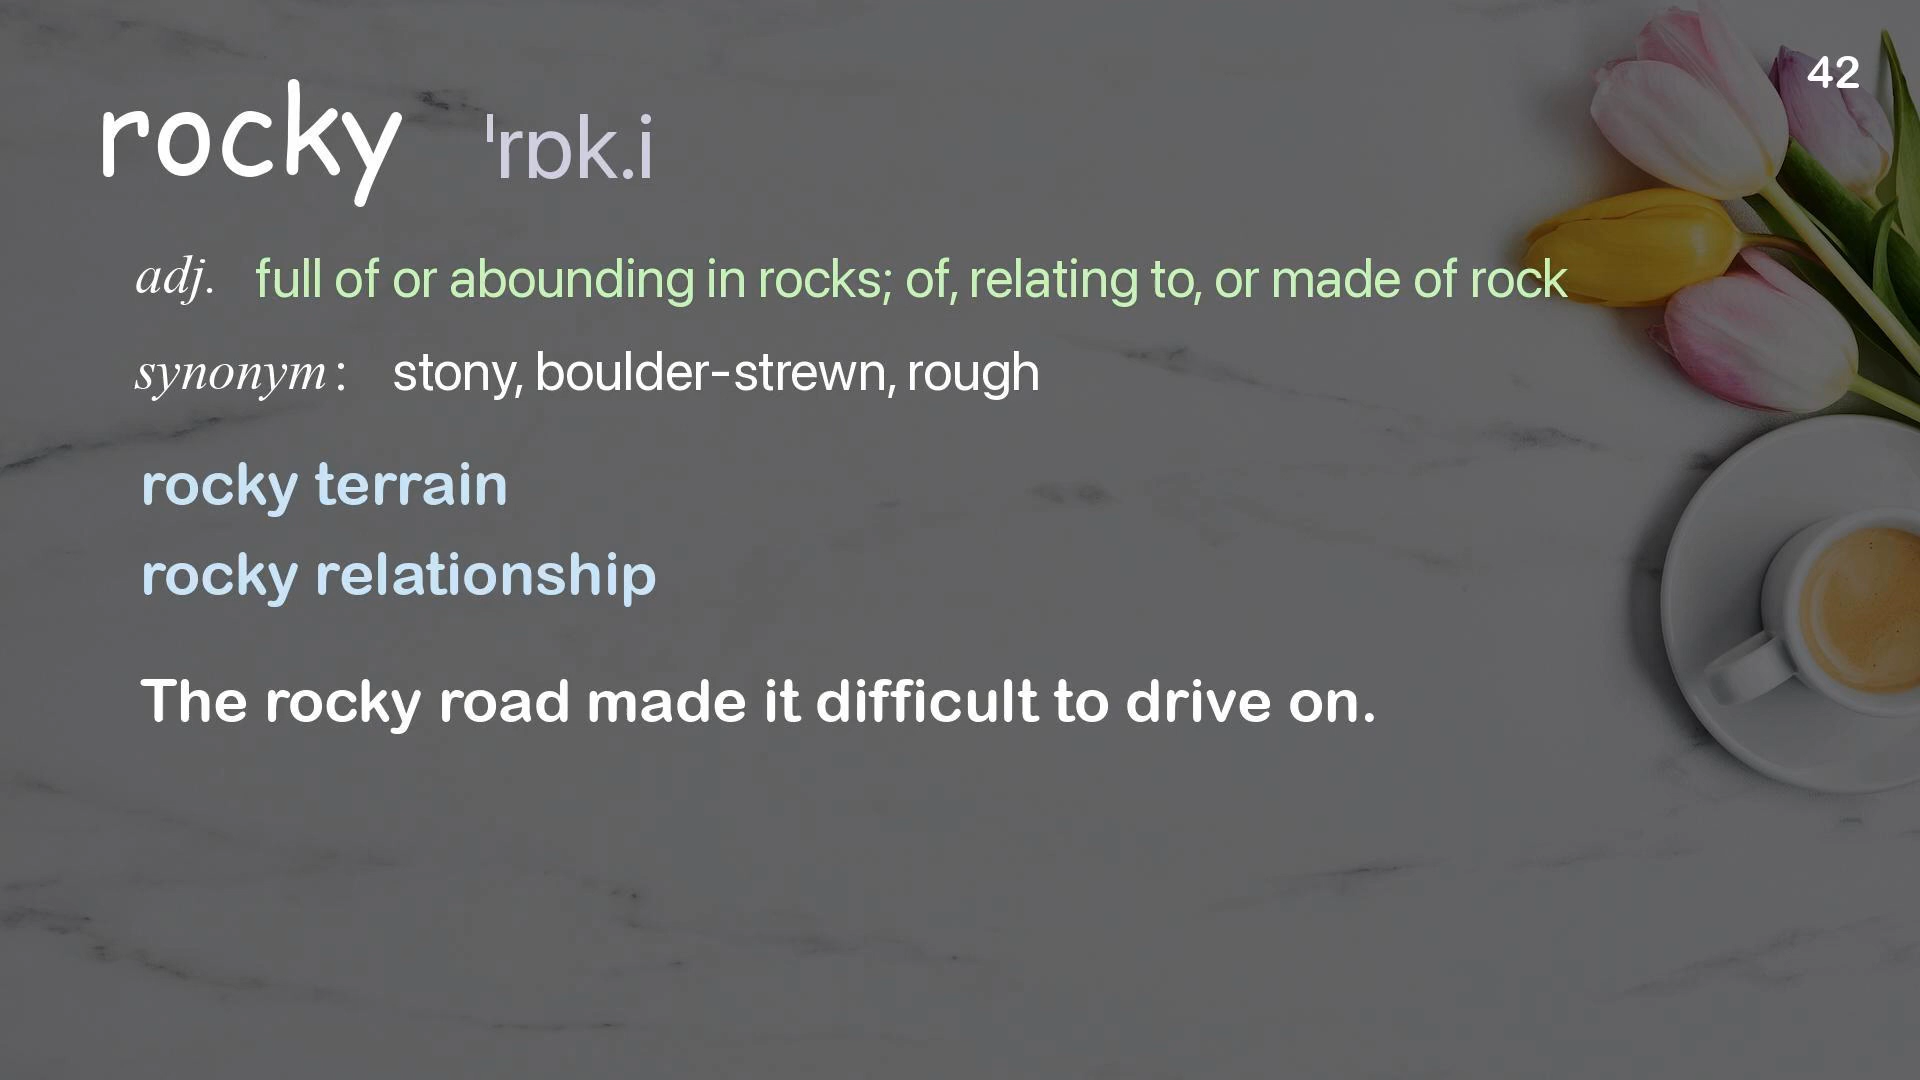 42
rocky ˈrɒk.i
adj. full of or abounding in rocks; of, relating to, or made of rock
synonym: stony, boulder-strewn, rough
rocky terrain
rocky relationship
The rocky road made it difficult to drive on.